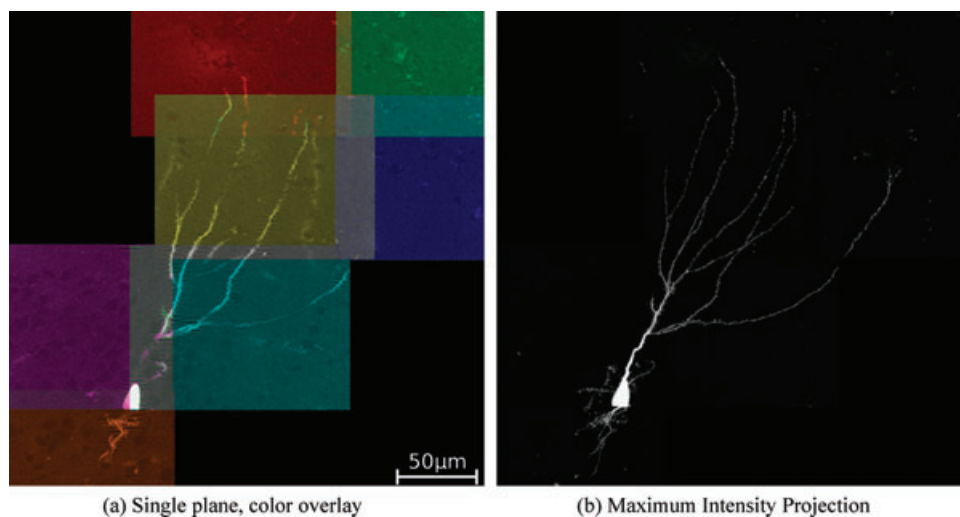 50μm
(a) Single plane, color overlay
(b) Maximum Intensity Projection